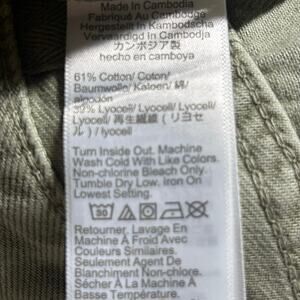 Made In Cambodia
Fabriqué Au Cambodge
Hergestellt In Kambodscha
Vervaardigd In Cambodja
カンボジア製
hecho en camboya
61% Cotton/ Coton/
Baumwolle/ Katoen/ 綿/
algodón
39% Lyocell/ Lyocell/ Lyocell/
Lyocell/ 再生繊維 (リヨセ
ル) / lyocell
Turn Inside Out. Machine
Wash Cold With Like Colors.
Non-chlorine Bleach Only.
Tumble Dry Low. Iron On
Lowest Setting.
30
Retourner. Lavage En
Machine À Froid Avec
Couleurs Similaires.
Seulement Agent De
Blanchiment Non-chlore.
Sécher À La Machine À
Basse Température.